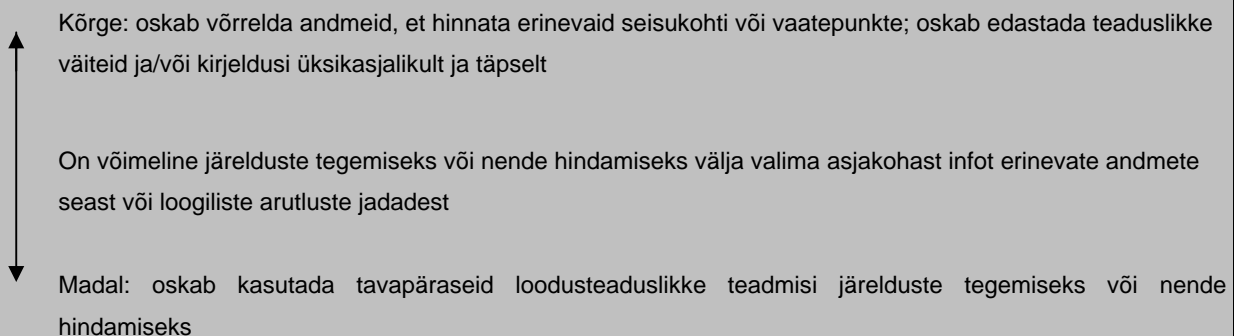 Kõrge: oskab võrrelda andmeid, et hinnata erinevaid seisukohti või vaatepunkte; oskab edastada teaduslikke
väiteid ja/või kirjeldusi üksikasjalikult ja täpselt
On võimeline järelduste tegemiseks või nende hindamiseks välja valima asjakohast infot erinevate andmete
seast või loogiliste arutluste jadadest
Madal: oskab kasutada tavapäraseid loodusteaduslikke teadmisi järelduste tegemiseks või nende
hindamiseks